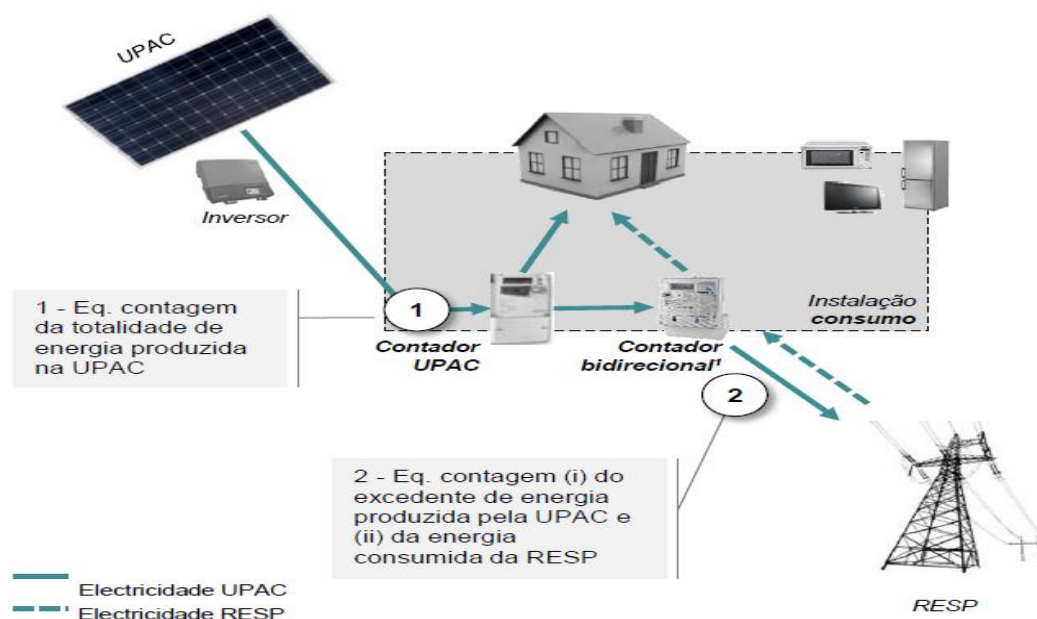 UPAC
Inversor
1 - Eq. contagem
da totalidade de
energia produzida
na UPAC
1
Contador
UPAC
Contador
bidirecional¹
Instalação
consumo
2
2 - Eq. contagem (i) do
excedente de energia
produzida pela UPAC e
(ii) da energia
consumida da RESP
Electricidade UPAC
Electricidade RESP
RESP